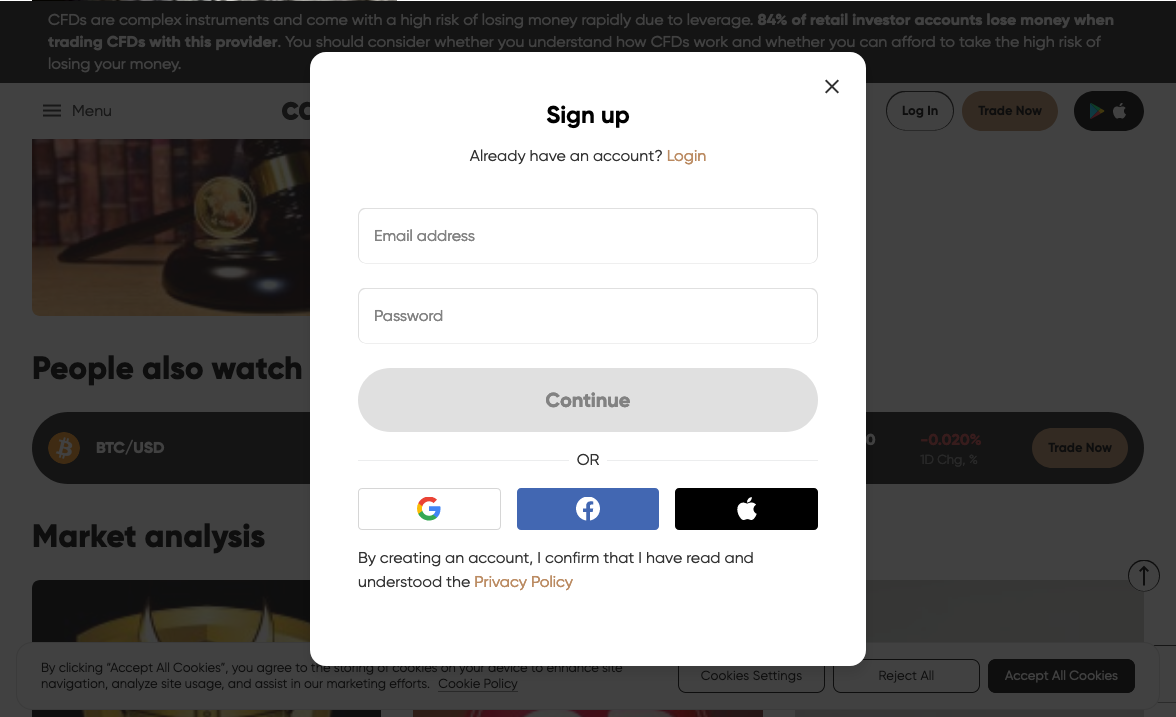 CFDs are complex instruments and come with a high risk of losing money rapidly due to leverage. 84% of retail investor accounts lose money when
trading CFDs with this provider. You should consider whether you understand how CFDs work and whether you can afford to take the high risk of
losing your money.
Menu
Log In
Trade Now
Sign up
Already have an account? Login
Email address
Password
Continue
OR
By creating an account, I confirm that I have read and
understood the Privacy Policy
People also watch
BTC/USD
-0.020%
1D Chg, %
Trade Now
Market analysis
By clicking “Accept All Cookies”, you agree to the storing of cookies on your device to enhance site
navigation, analyze site usage, and assist in our marketing efforts. Cookie Policy
Cookies Settings
Reject All
Accept All Cookies